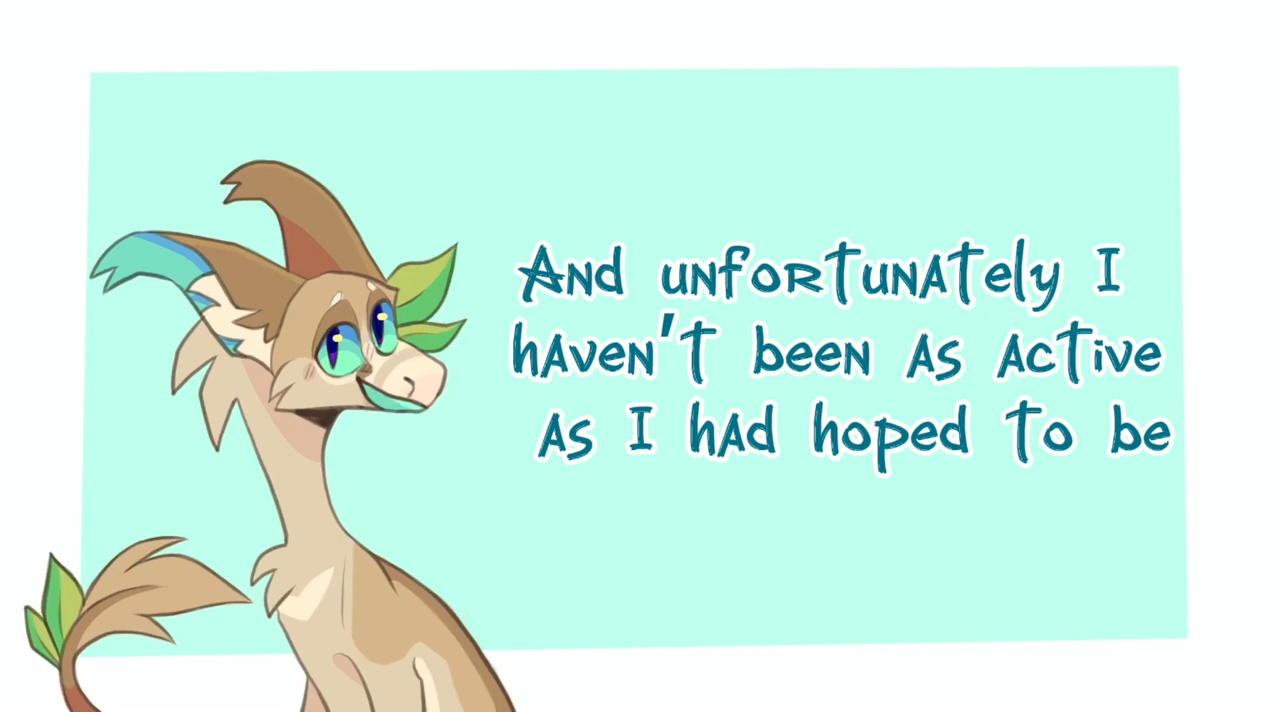 And unfortunately I
haven't been as active
as I had hoped to be